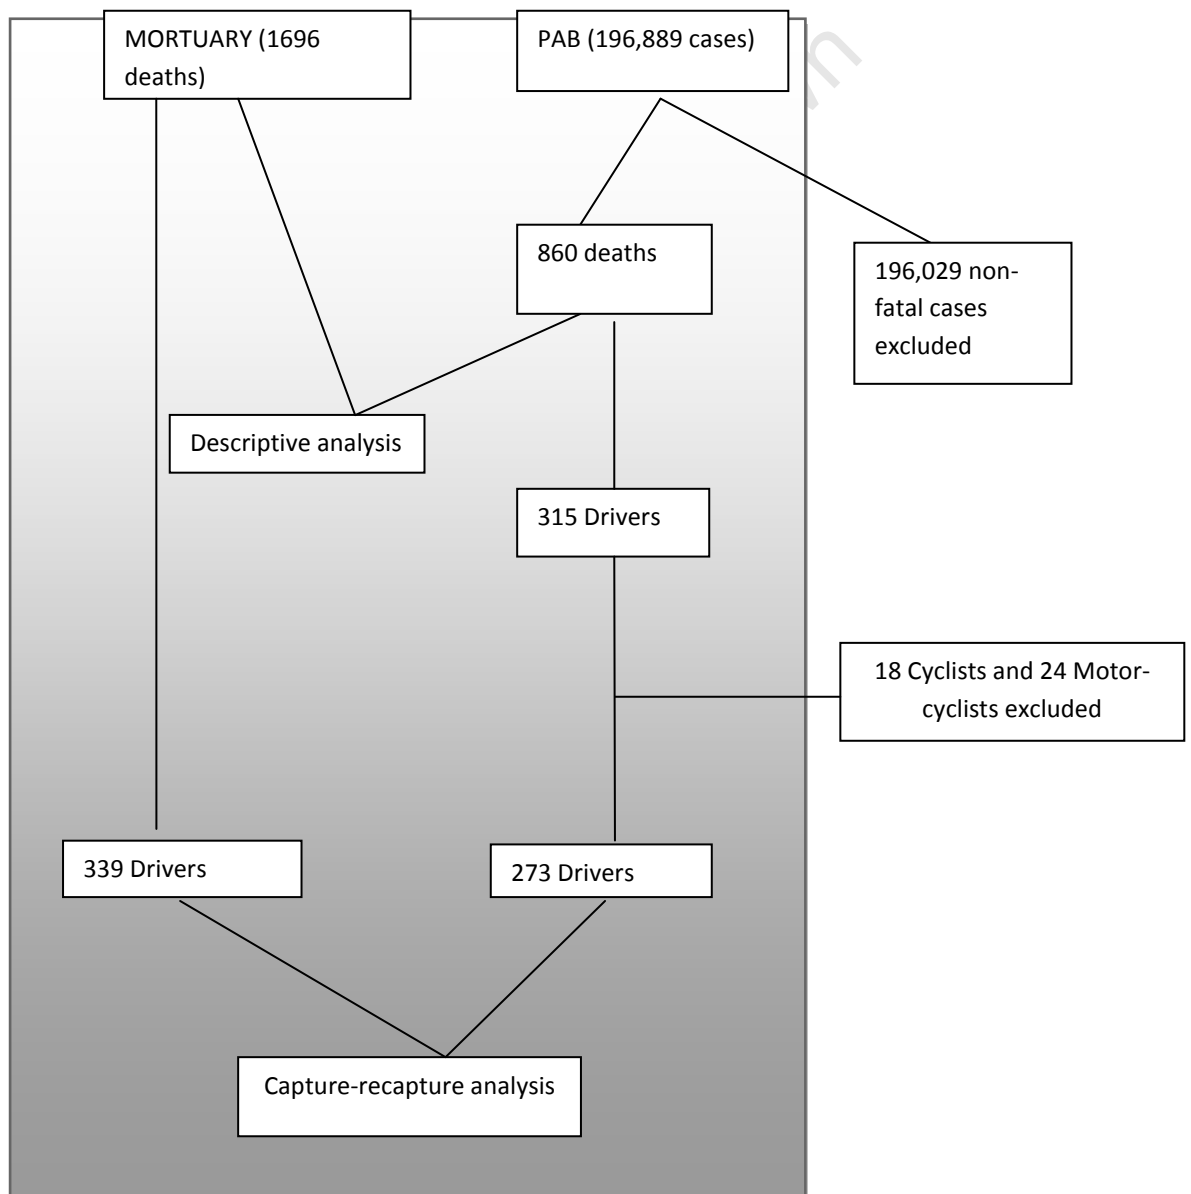 MORTUARY (1696
deaths)
PAB (196,889 cases)
860 deaths
196,029 non-
fatal cases
excluded
Descriptive analysis
315 Drivers
18 Cyclists and 24 Motor-
cyclists excluded
339 Drivers
273 Drivers
Capture-recapture analysis